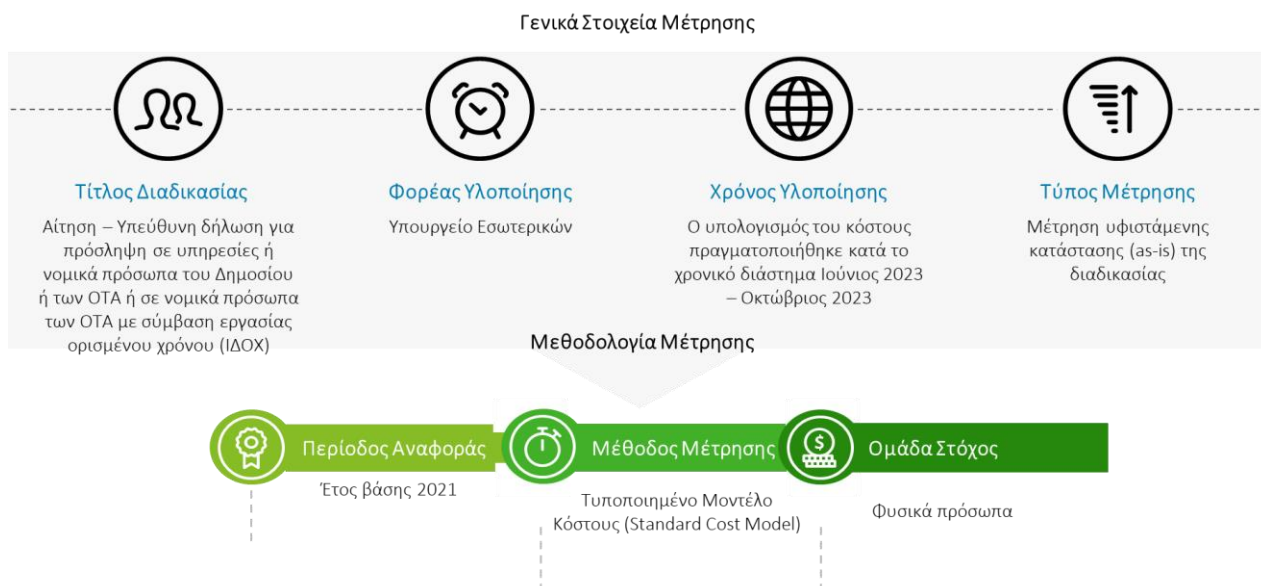 Γενικά Στοιχεία Μέτρησης
Τίτλος Διαδικασίας
Αίτηση – Υπεύθυνη δήλωση για
πρόσληψη σε υπηρεσίες ή
νομικά πρόσωπα του Δημοσίου
ή των ΟΤΑ ή σε νομικά πρόσωπα
των ΟΤΑ με σύμβαση εργασίας
ορισμένου χρόνου (ΙΔΟΧ)
Φορέας Υλοποίησης
Υπουργείο Εσωτερικών
Χρόνος Υλοποίησης
Ο υπολογισμός του κόστους
πραγματοποιήθηκε κατά το
χρονικό διάστημα Ιούνιος 2023
– Οκτώβριος 2023
Τύπος Μέτρησης
Μέτρηση υφιστάμενης
κατάστασης (as-is) της
διαδικασίας
Μεθοδολογία Μέτρησης
Περίοδος Αναφοράς
Έτος βάσης 2021
Μέθοδος Μέτρησης
Τυποποιημένο Μοντέλο
Κόστους (Standard Cost Model)
$
Ομάδα Στόχος
Φυσικά πρόσωπα